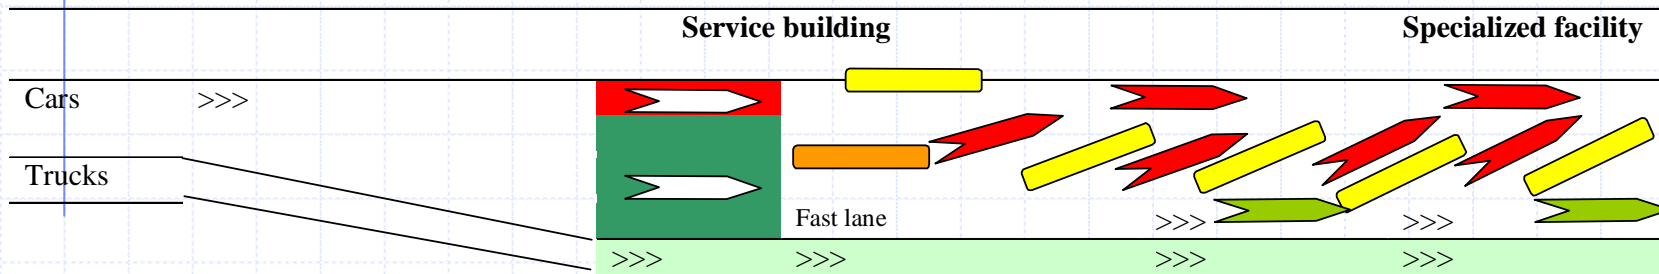 Service building Specialized facility
Cars >>>
Trucks
Fast lane >>> >>>
>>> >>> >>> >>>